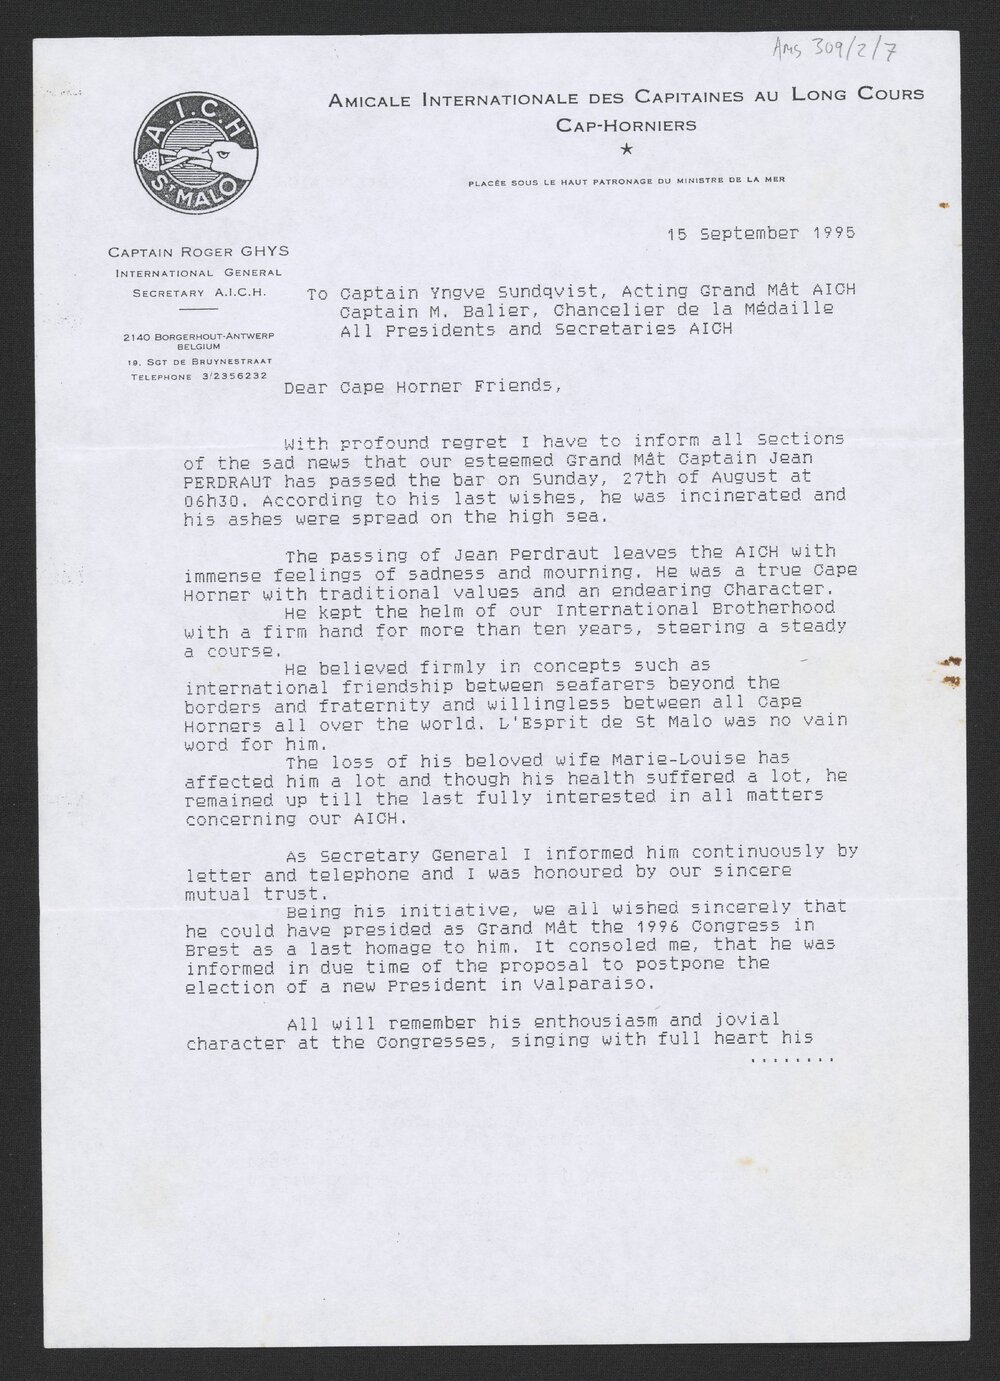 Ams 309/2/7
A.I.C.H
ST MALO
AMICALE INTERNATIONALE DES CAPITAINES AU LONG COURS
CAP-HORNIERS
PLACÉE SOUS LE HAUT PATRONAGE DU MINISTRE DE LA MER
15 September 1995
CAPTAIN ROGER GHYS
INTERNATIONAL GENERAL
SECRETARY A.I.C.H.
2140 BORGERHOUT-ANTWERP
BELGIUM
19, SGT DE BRUYNESTRAAT
TELEPHONE 3/2356232
To Captain Yngve Sundqvist, Acting Grand Mât AICH
Captain M. Balier, Chancelier de la Médaille
All Presidents and Secretaries AICH
Dear Cape Horner Friends,
With profound regret I have to inform all Sections
of the sad news that our esteemed Grand Mât Captain Jean
PERDRAUT has passed the bar on Sunday, 27th of August at
06h30. According to his last wishes, he was incinerated and
his ashes were spread on the high sea.
The passing of Jean Perdraut leaves the AICH with
immense feelings of sadness and mourning. He was a true Cape
Horner with traditional values and an endearing Character.
He kept the helm of our International Brotherhood
with a firm hand for more than ten years, steering a steady
a course.
He believed firmly in concepts such as
international friendship between seafarers beyond the
borders and fraternity and willingless between all Cape
Horners all over the world. L'Esprit de St Malo was no vain
word for him.
The loss of his beloved wife Marie-Louise has
affected him a lot and though his health suffered a lot, he
remained up till the last fully interested in all matters
concerning our AICH.
As Secretary General I informed him continuously by
letter and telephone and I was honoured by our sincere
mutual trust.
Being his initiative, we all wished sincerely that
he could have presided as Grand Mât the 1996 Congress in
Brest as a last homage to him. It consoled me, that he was
informed in due time of the proposal to postpone the
election of a new President in Valparaiso.
All will remember his enthousiasm and jovial
character at the Congresses, singing with full heart his
........